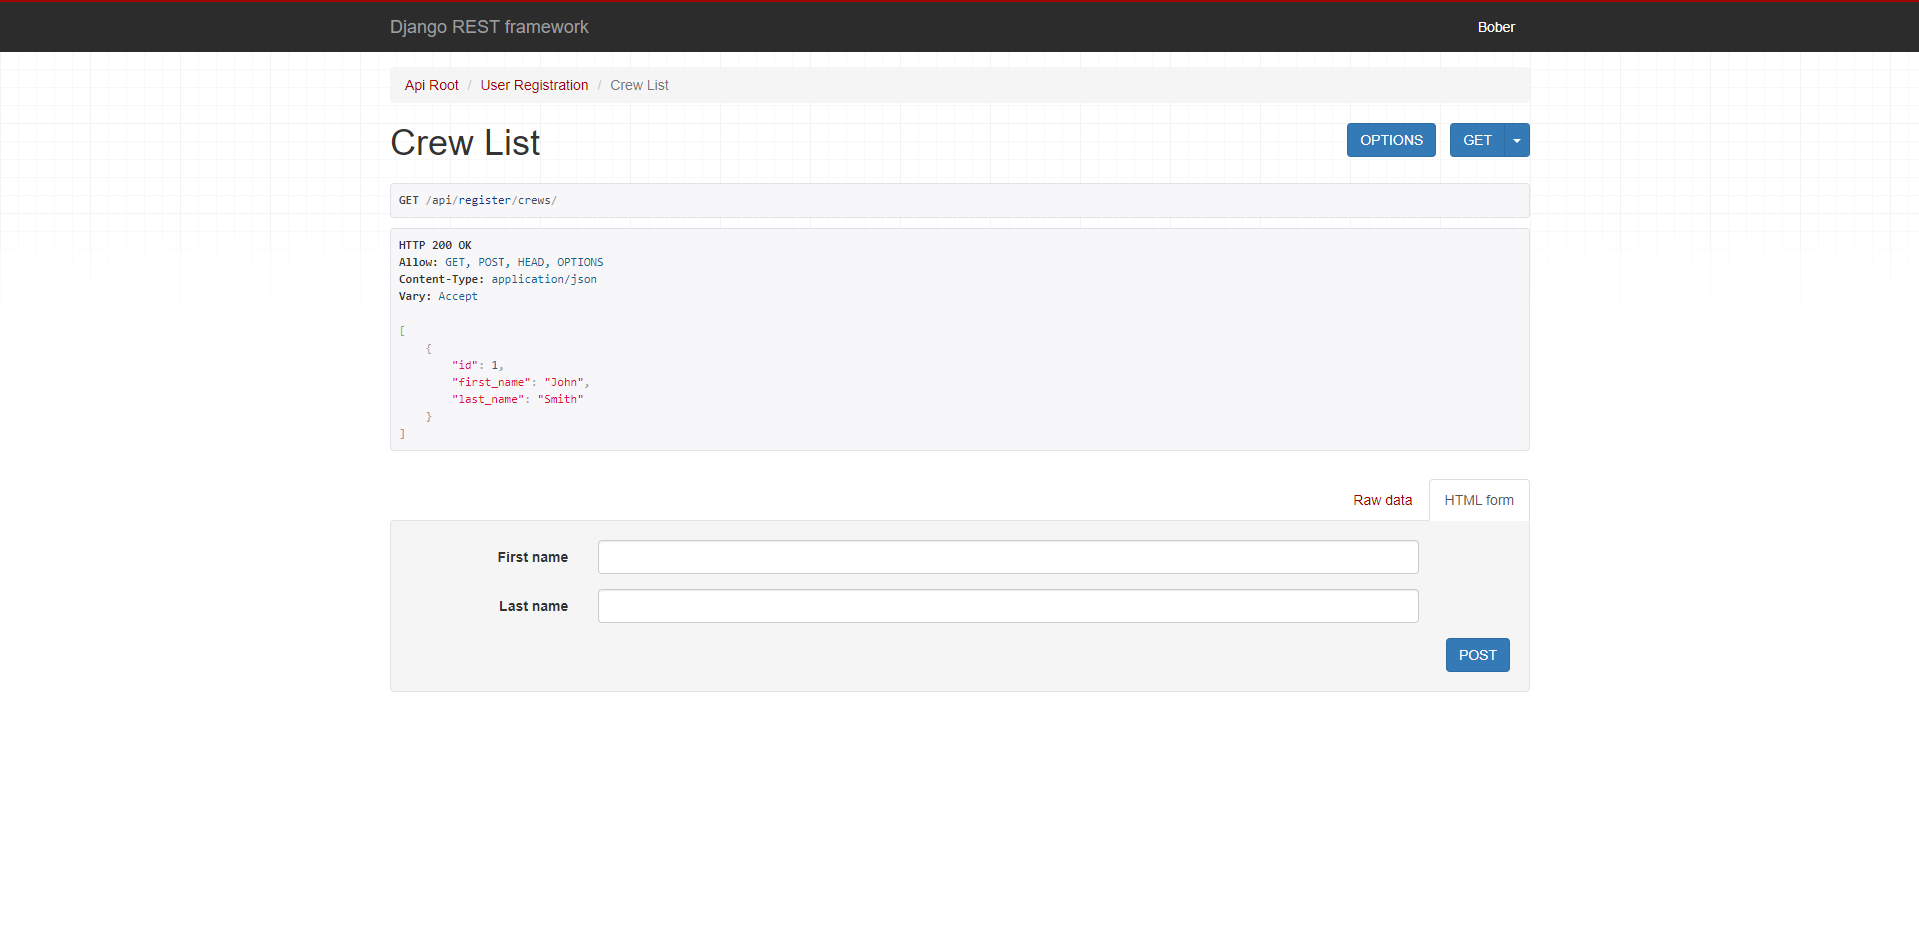 Django REST framework
Bober
Api Root / User Registration / Crew List
Crew List
OPTIONS
GET
GET /api/register/crews/
HTTP 200 OK
Allow: GET, POST, HEAD, OPTIONS
Content-Type: application/json
Vary: Accept
[
    {
        "id": 1,
        "first_name": "John",
        "last_name": "Smith"
    }
]
Raw data
HTML form
First name
Last name
POST